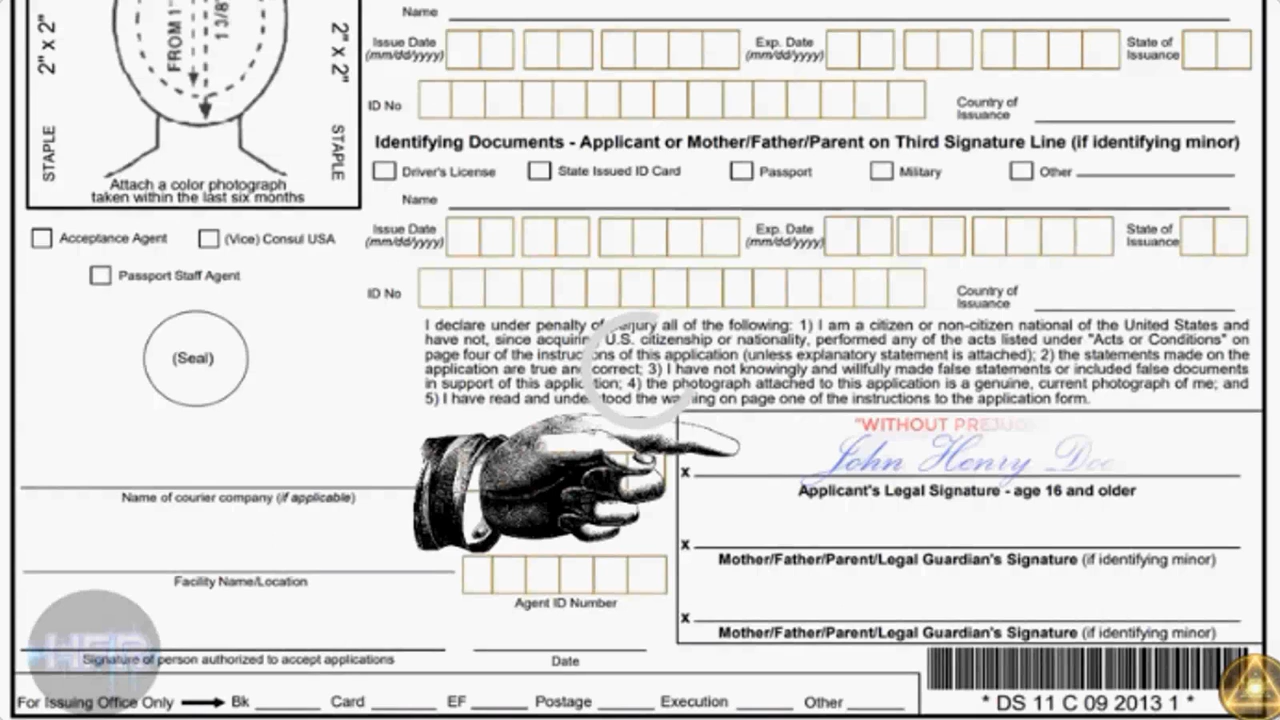 2" x 2"
FROM 1"
1 3/8"
2" x 2"
STAPLE
STAPLE
Attach a color photograph
taken within the last six months
Name
Issue Date
(mm/dd/yyyy)
Exp. Date
(mm/dd/yyyy)
State of
Issuance
ID No
Country of
Issuance
Identifying Documents - Applicant or Mother/Father/Parent on Third Signature Line (if identifying minor)
Driver's License
State Issued ID Card
Passport
Military
Other
Name
Acceptance Agent
(Vice) Consul USA
Issue Date
(mm/dd/yyyy)
Exp. Date
(mm/dd/yyyy)
State of
Issuance
Passport Staff Agent
ID No
Country of
Issuance
(Seal)
I declare under penalty of perjury all of the following: 1) I am a citizen or non-citizen national of the United States and
have not, since acquiring U.S. citizenship or nationality, performed any of the acts listed under "Acts or Conditions" on
page four of the instructions of this application (unless explanatory statement is attached); 2) the statements made on
the application are true and correct; 3) I have not knowingly and willfully made false statements or included false documents
in support of this application; 4) the photograph attached to this application is a genuine, current photograph of me; and
5) I have read and understood the warning on page one of the instructions to the application form.
"WITHOUT PREJU
x John Henry Doe
Applicant's Legal Signature - age 16 and older
Name of courier company (if applicable)
x
Mother/Father/Parent/Legal Guardian's Signature (if identifying minor)
Facility Name/Location
Agent ID Number
x
Mother/Father/Parent/Legal Guardian's Signature (if identifying minor)
Signature of person authorized to accept applications
Date
For Issuing Office Only
Bk
Card
EF
Postage
Execution
Other
* DS 11 C 09 2013 1 *